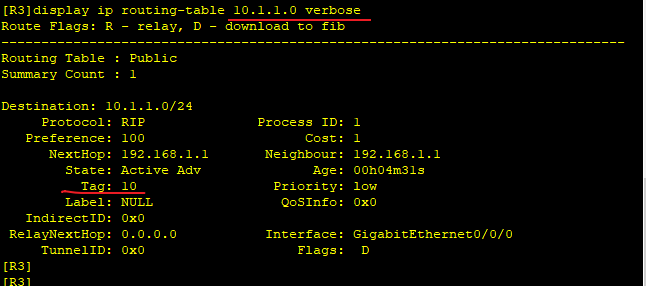 [R3]display ip routing-table 10.1.1.0 verbose
Route Flags: R - relay, D - download to fib
------------------------------------------------------------------------------
Routing Table : Public
Summary Count : 1
Destination: 10.1.1.0/24
Protocol: RIP Process ID: 1
Preference: 100 Cost: 1
NextHop: 192.168.1.1 Neighbour: 192.168.1.1
State: Active Adv Age: 00h04m31s
Tag: 10 Priority: low
Label: NULL QoSInfo: 0x0
IndirectID: 0x0
RelayNextHop: 0.0.0.0 Interface: GigabitEthernet0/0/0
TunnelID: 0x0 Flags: D
[R3]
[R3]